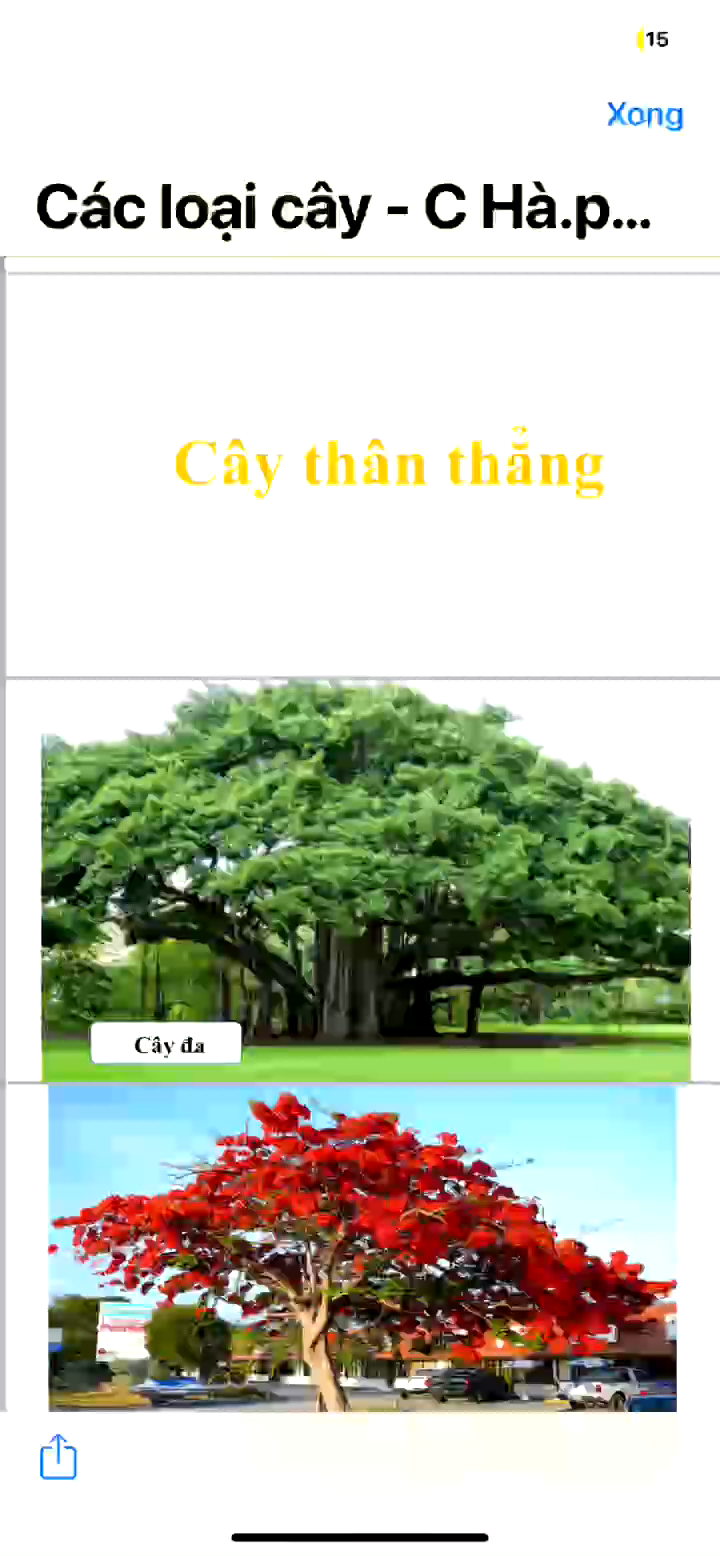 15
Xong
Các loại cây - C Hà.p...
Cây thân thẳng
Cây đa